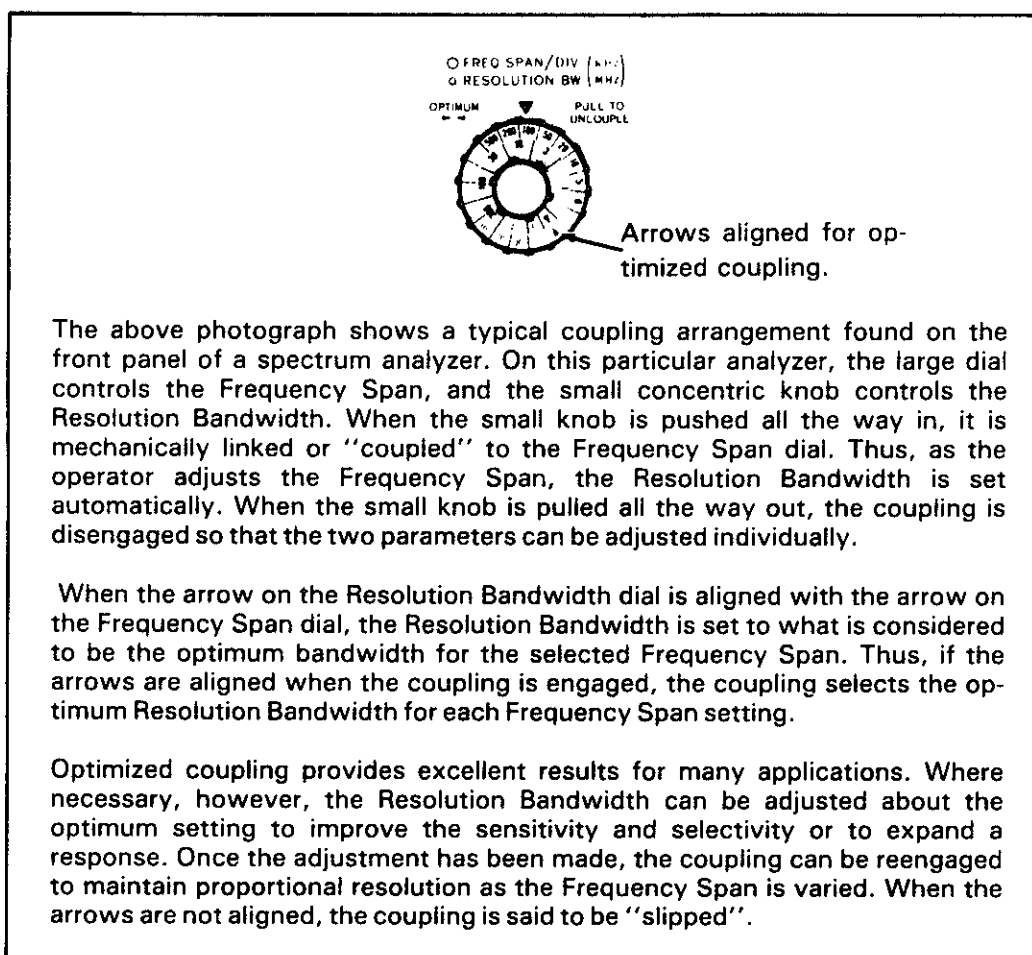 FREQ SPAN/DIV (kHz)
RESOLUTION BW (MHz)
OPTIMUM
PULL TO
UNCOUPLE
500 200 100 50 20 10 5
Arrows aligned for op-
timized coupling.
The above photograph shows a typical coupling arrangement found on the
front panel of a spectrum analyzer. On this particular analyzer, the large dial
controls the Frequency Span, and the small concentric knob controls the
Resolution Bandwidth. When the small knob is pushed all the way in, it is
mechanically linked or "coupled" to the Frequency Span dial. Thus, as the
operator adjusts the Frequency Span, the Resolution Bandwidth is set
automatically. When the small knob is pulled all the way out, the coupling is
disengaged so that the two parameters can be adjusted individually.
When the arrow on the Resolution Bandwidth dial is aligned with the arrow on
the Frequency Span dial, the Resolution Bandwidth is set to what is considered
to be the optimum bandwidth for the selected Frequency Span. Thus, if the
arrows are aligned when the coupling is engaged, the coupling selects the op-
timum Resolution Bandwidth for each Frequency Span setting.
Optimized coupling provides excellent results for many applications. Where
necessary, however, the Resolution Bandwidth can be adjusted about the
optimum setting to improve the sensitivity and selectivity or to expand a
response. Once the adjustment has been made, the coupling can be reengaged
to maintain proportional resolution as the Frequency Span is varied. When the
arrows are not aligned, the coupling is said to be "slipped".